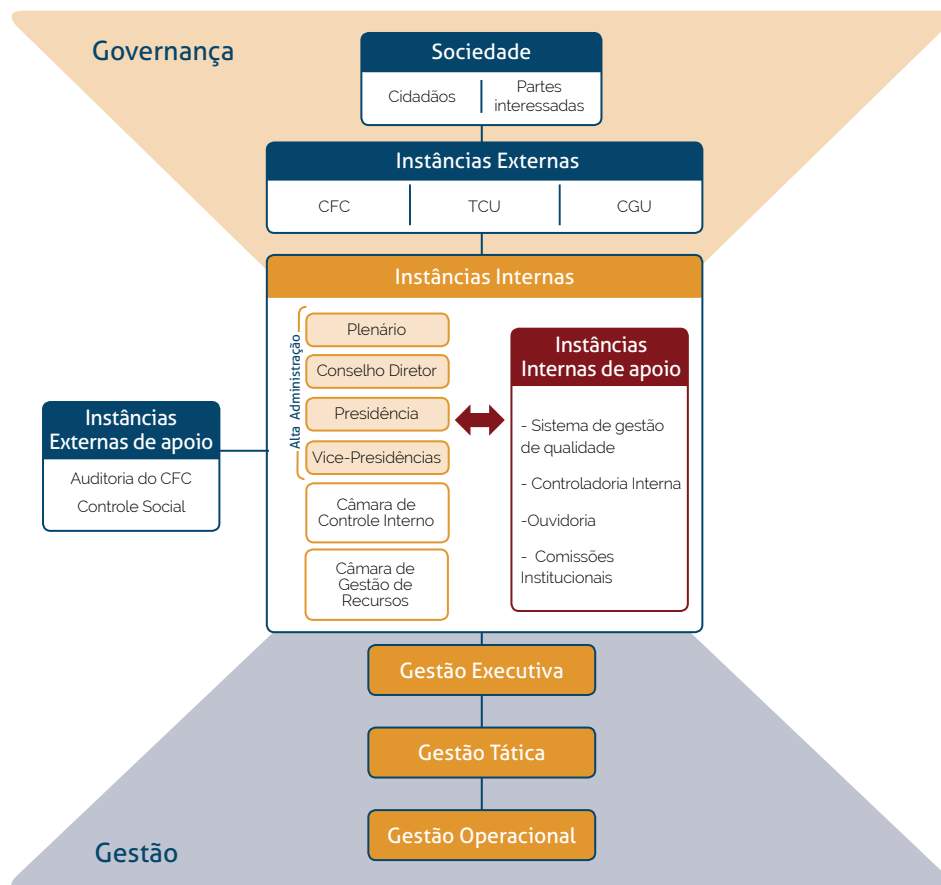 Governança
Sociedade
Cidadãos
Partes
interessadas
Instâncias Externas
CFC
TCU
CGU
Instâncias Internas
Alta Administração
Plenário
Conselho Diretor
Presidência
Vice-Presidências
Câmara de
Controle Interno
Câmara de
Gestão de
Recursos
Instâncias
Internas de apoio
- Sistema de gestão
de qualidade
- Controladoria Interna
-Ouvidoria
- Comissões
Institucionais
Instâncias
Externas de apoio
Auditoria do CFC
Controle Social
Gestão Executiva
Gestão Tática
Gestão Operacional
Gestão